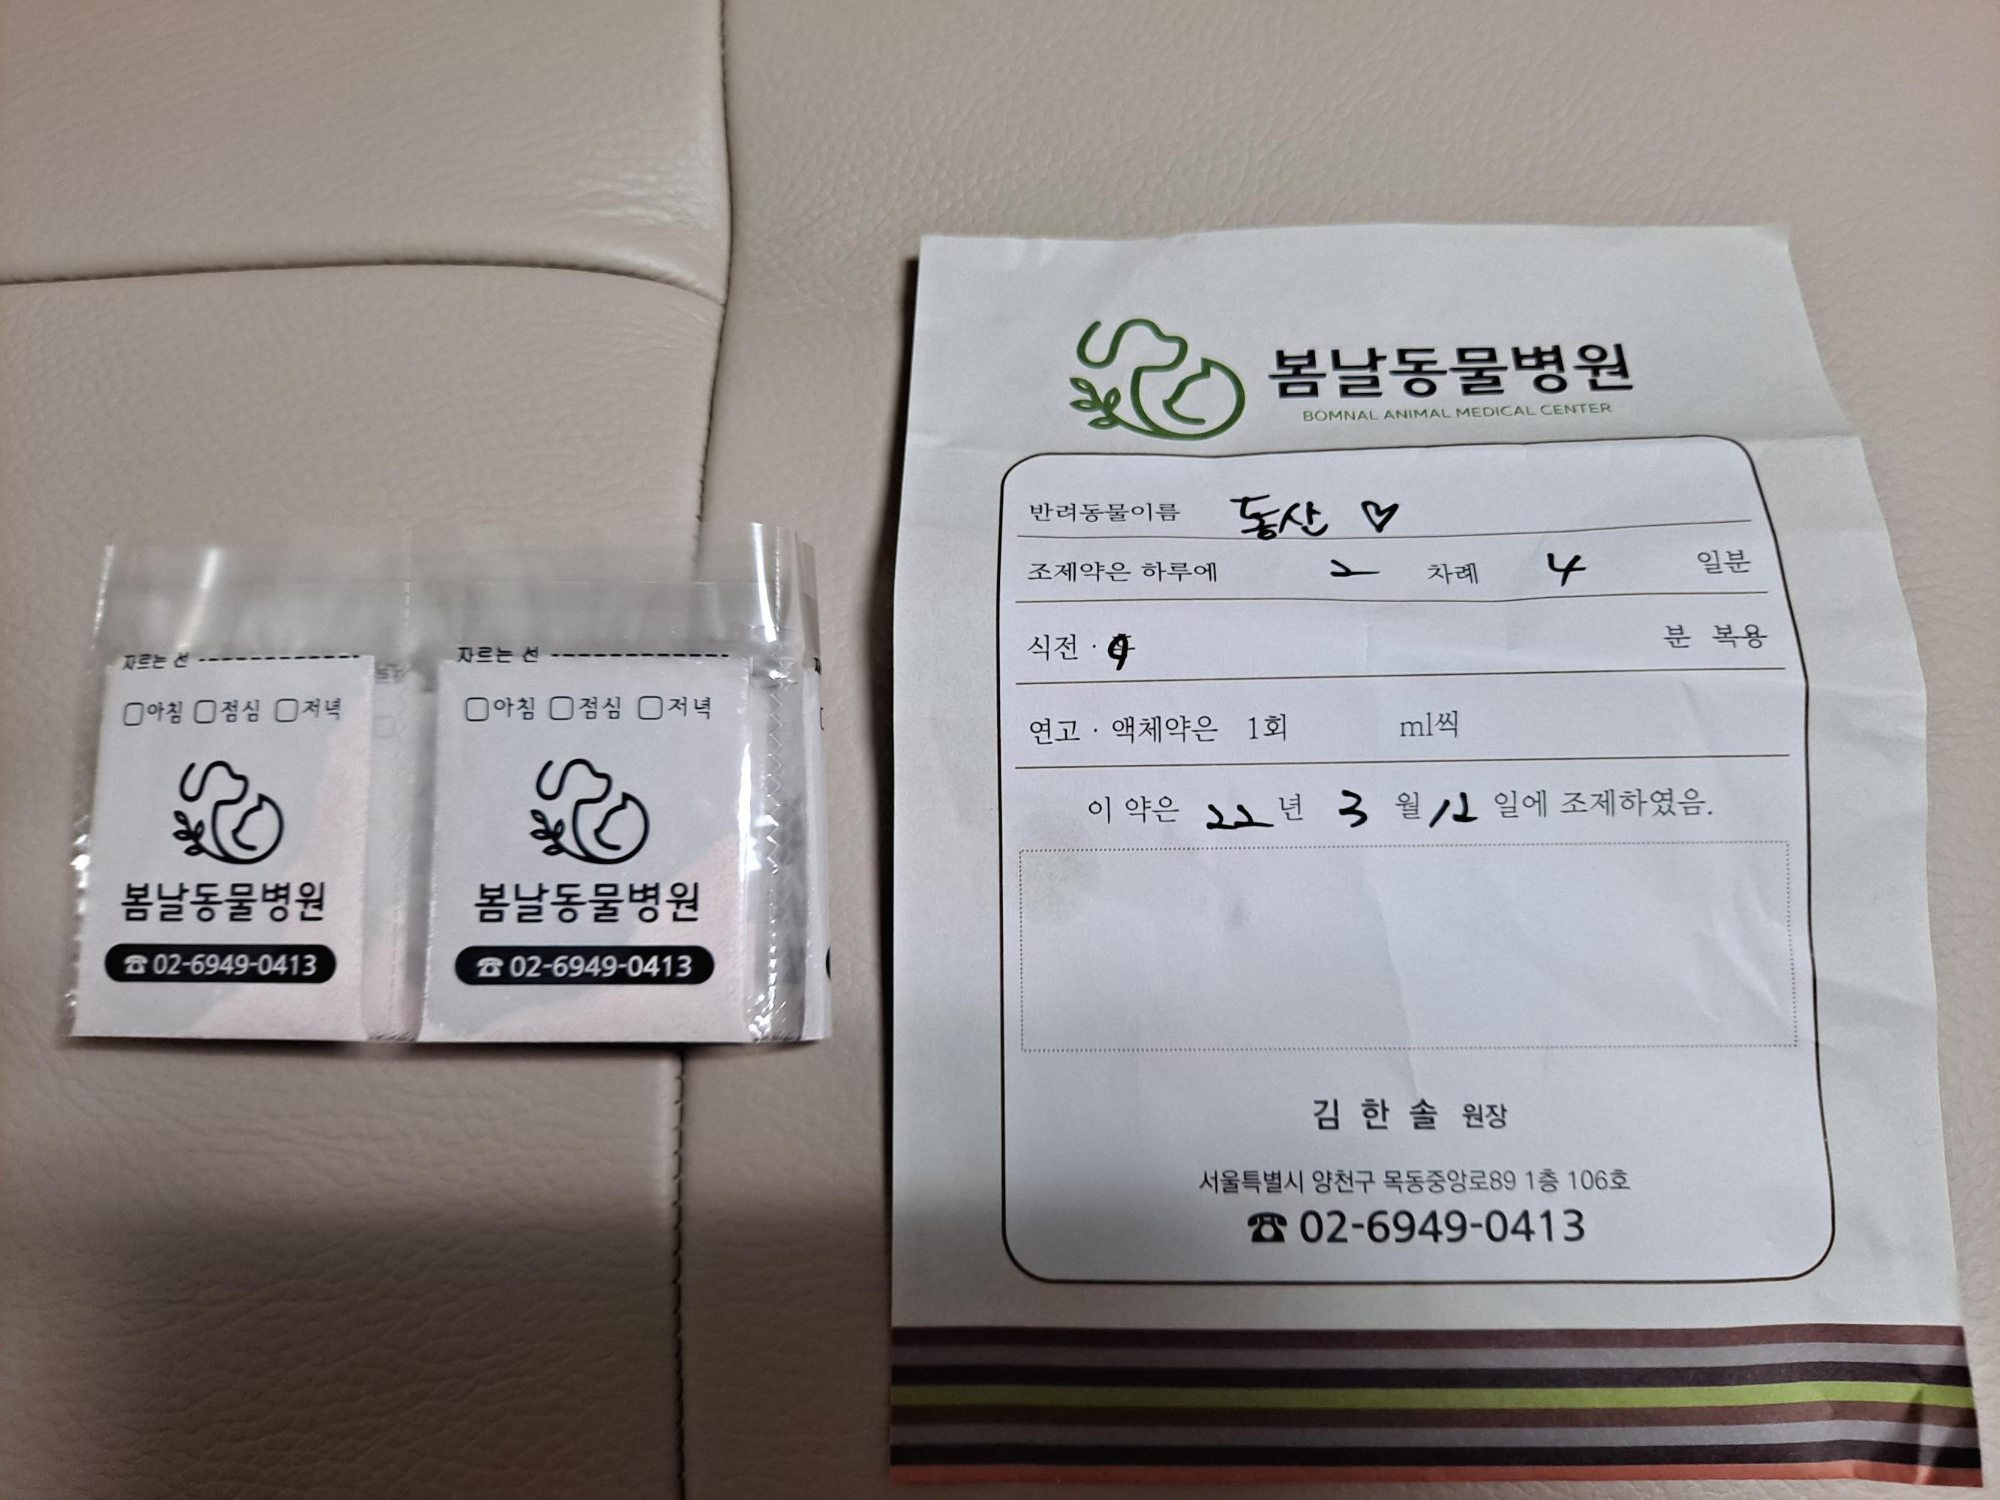 자르는 선
□아침 □점심 □저녁
봄날동물병원
☎ 02-6949-0413
자르는 선
□아침 □점심 □저녁
봄날동물병원
☎ 02-6949-0413
봄날동물병원
BOMNAL ANIMAL MEDICAL CENTER
반려동물이름 동산 ♡
조제약은 하루에 2 차례 4 일분
식전 · 분 복용
연고 · 액체약은 1회 ml씩
이 약은 22년 3월 12일에 조제하였음.
김한솔 원장
서울특별시 양천구 목동중앙로89 1층 106호
☎ 02-6949-0413